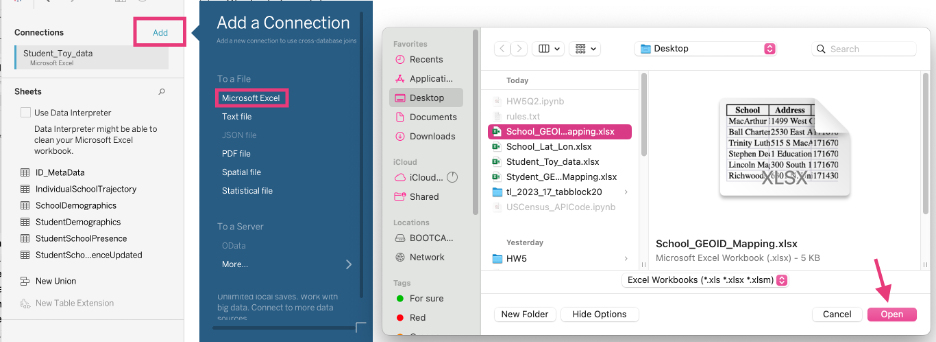 Connections
Add
Student_Toy_data
Microsoft Excel
Sheets
Use Data Interpreter
Data Interpreter might be able to
clean your Microsoft Excel
workbook.
ID_MetaData
IndividualSchoolTrajectory
SchoolDemographics
StudentDemographics
StudentSchoolPresence
StudentScho...enceUpdated
New Union
New Table Extension
Add a Connection
Add a new connection to use cross database joins
To a File
Microsoft Excel
Text file
JSON file
PDF file
Spatial file
Statistical file
To a Server
OData
More...
Unlimited local saves. Work with
big data. Connect to more data
sources.
Favorites
Recents
Applicati...
Desktop
Documents
Downloads
iCloud
iCloud...
Shared
Locations
BOOTCA...
Network
Tags
For sure
Red
Desktop
Search
Today
HW5Q2.ipynb
rules.txt
School_GEOI...apping.xlsx
School_Lat_Lon.xlsx
Student_Toy_data.xlsx
Stydent_GE...Mapping.xlsx
tl_2023_17_tabblock20
USCensus_APICode.ipynb
Yesterday
HW5
School Address
MacArthur 1499 West C
Ball Charter 2530 East A 171670
Trinity Luth 515 S MacA 171670
Stephen De 1 Education 171670
Lincoln Ma 300 South 1 171670
Richwood 171430
XLSX
School_GEOID_Mapping.xlsx
Microsoft Excel Workbook (.xlsx) - 5 KB
Excel Workbooks (*.xls *.xlsx *.xlsm)
New Folder
Hide Options
Cancel
Open